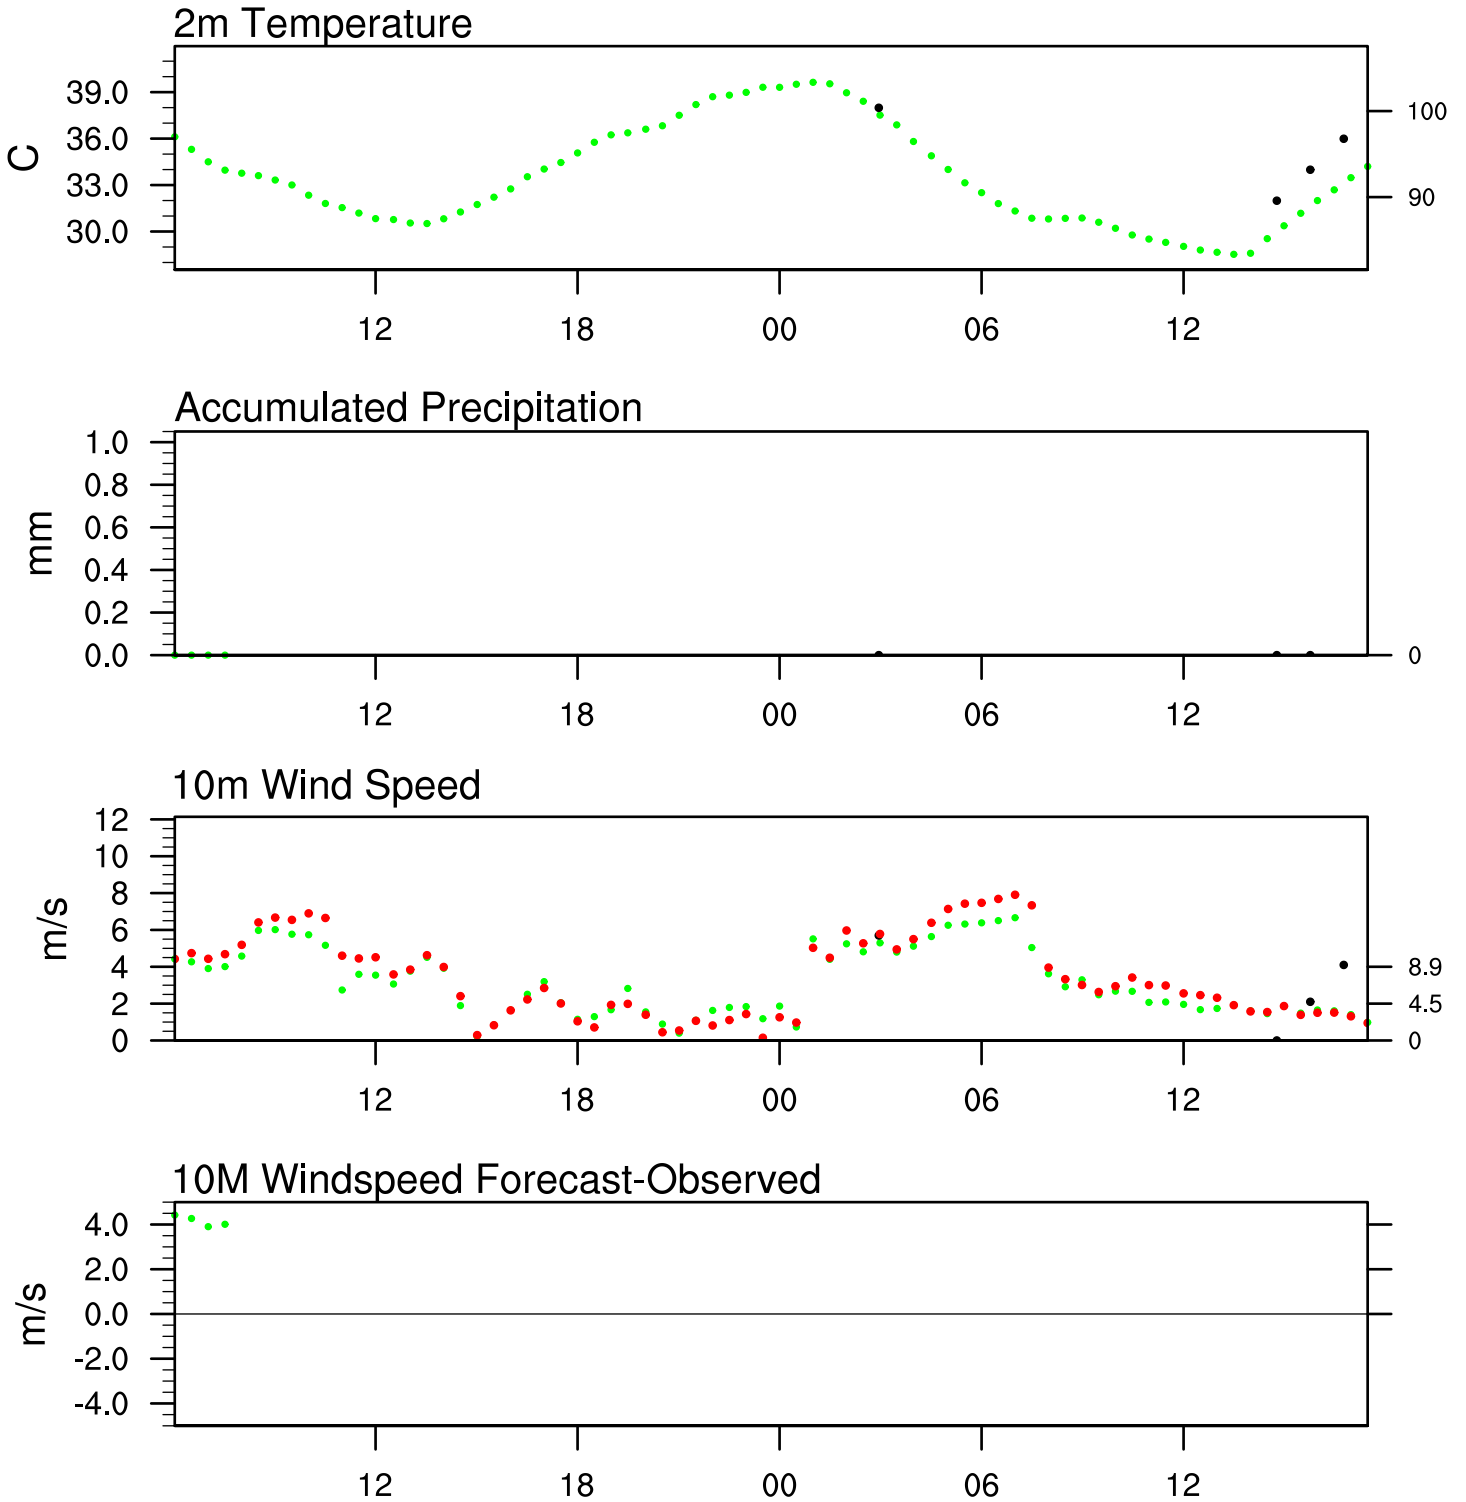 2m Temperature
39.0
36.0
33.0
30.0
C
100
90
12 18 00 06 12
Accumulated Precipitation
1.0
0.8
0.6
0.4
0.2
0.0
mm
0
12 18 00 06 12
10m Wind Speed
12
10
8
6
4
2
0
m/s
8.9
4.5
0
12 18 00 06 12
10M Windspeed Forecast-Observed
4.0
2.0
0.0
-2.0
-4.0
m/s
12 18 00 06 12